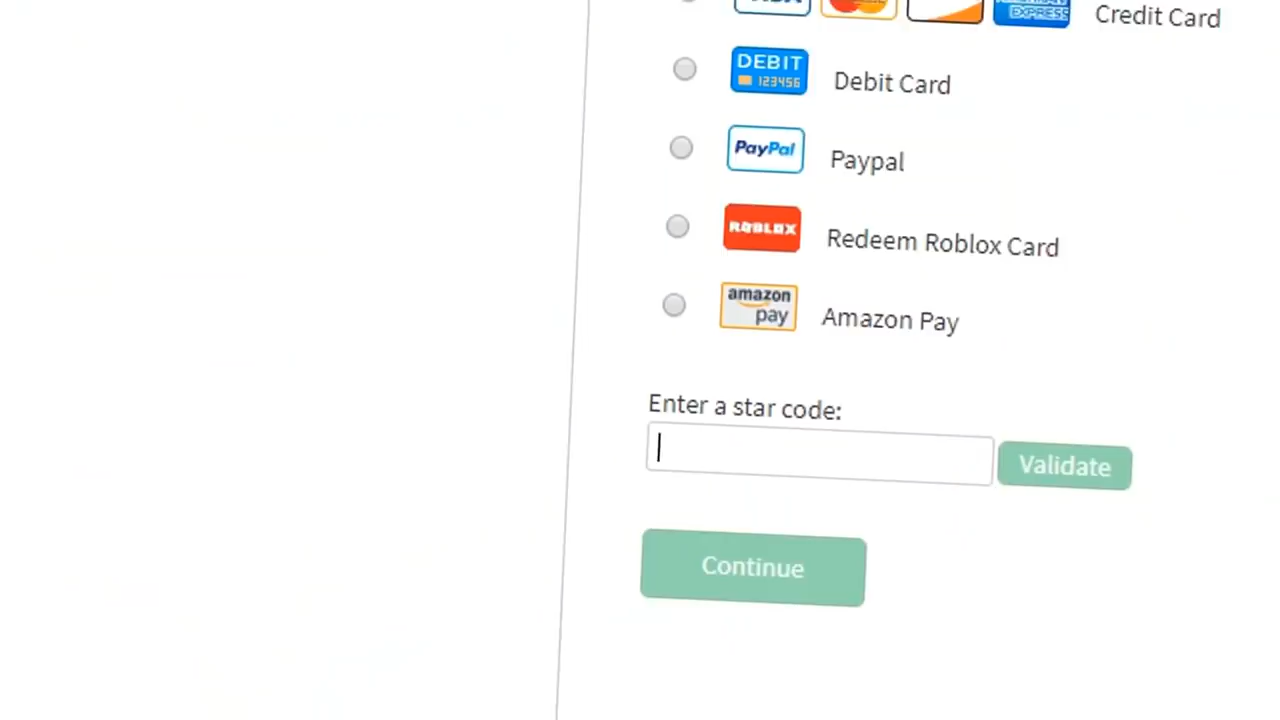 Credit Card
DEBIT
123456
Debit Card
PayPal
Paypal
ROBLOX
Redeem Roblox Card
amazon
pay
Amazon Pay
Enter a star code:
Validate
Continue
EXPRESS